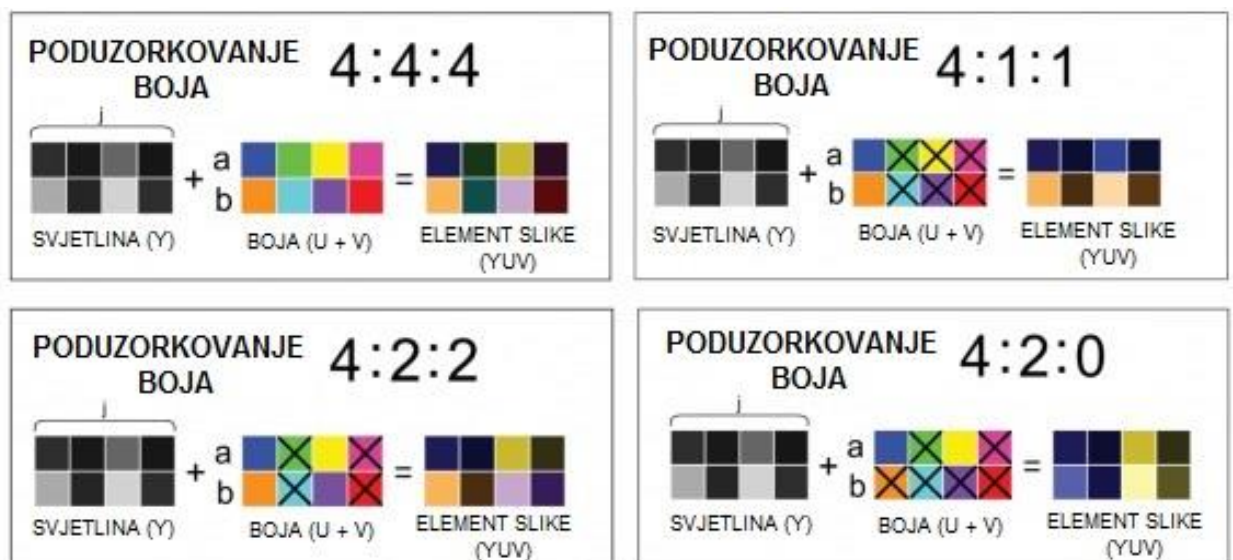 PODUZORKOVANJE BOJA 4:4:4
j
a
+ =
b
SVJETLINA (Y) BOJA (U + V) ELEMENT SLIKE
(YUV)
PODUZORKOVANJE BOJA 4:1:1
j
a
+ =
b
SVJETLINA (Y) BOJA (U + V) ELEMENT SLIKE
(YUV)
PODUZORKOVANJE BOJA 4:2:2
j
a
+ =
b
SVJETLINA (Y) BOJA (U + V) ELEMENT SLIKE
(YUV)
PODUZORKOVANJE BOJA 4:2:0
j
a
+ =
b
SVJETLINA (Y) BOJA (U + V) ELEMENT SLIKE
(YUV)